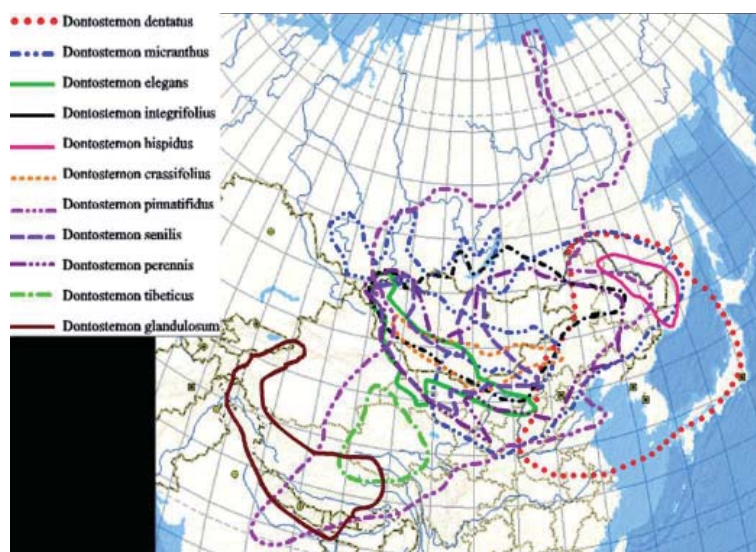 Dontostemon dentatus
Dontostemon micranthus
Dontostemon elegans
Dontostemon integrifolius
Dontostemon hispidus
Dontostemon crassifolius
Dontostemon pinnatifidus
Dontostemon senilis
Dontostemon perennis
Dontostemon tibeticus
Dontostemon glandulosum